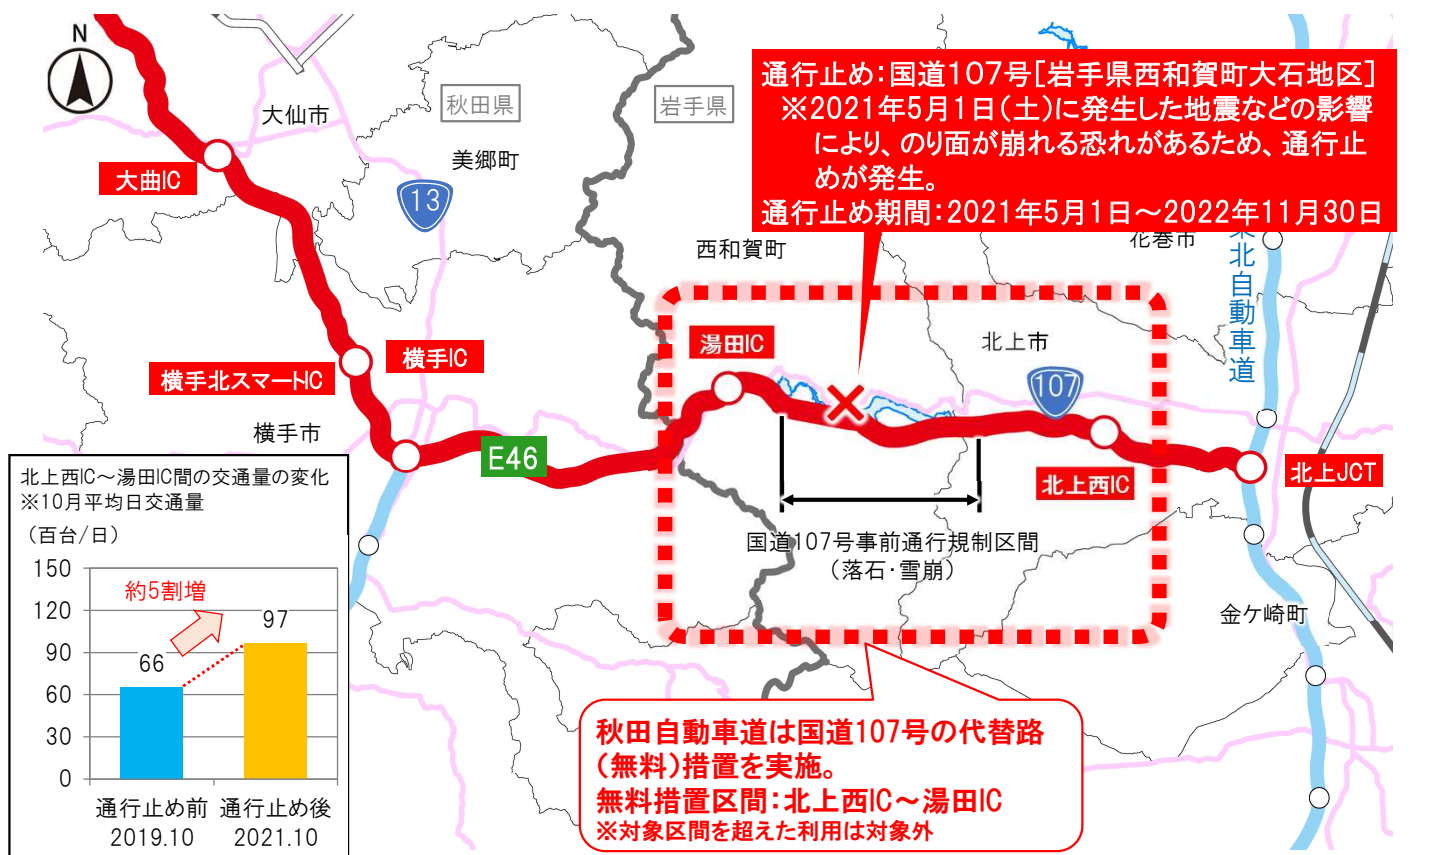 N
秋田県
岩手県
大仙市
美郷町
大曲IC
13
通行止め：国道107号[岩手県西和賀町大石地区]
※2021年5月1日（土）に発生した地震などの影響
により、のり面が崩れる恐れがあるため、通行止
めが発生。
通行止め期間：2021年5月1日～2022年11月30日
西和賀町
花巻市
東北自動車道
湯田IC
北上市
107
横手IC
横手北スマートIC
横手市
E46
北上西IC
北上JCT
国道107号事前通行規制区間
（落石・雪崩）
金ケ崎町
秋田自動車道は国道107号の代替路
（無料）措置を実施。
無料措置区間：北上西IC～湯田IC
※対象区間を超えた利用は対象外
北上西IC～湯田IC間の交通量の変化
※10月平均日交通量
（百台/日）
150
120
90
60
30
0
約5割増
66
97
通行止め前
2019.10
通行止め後
2021.10